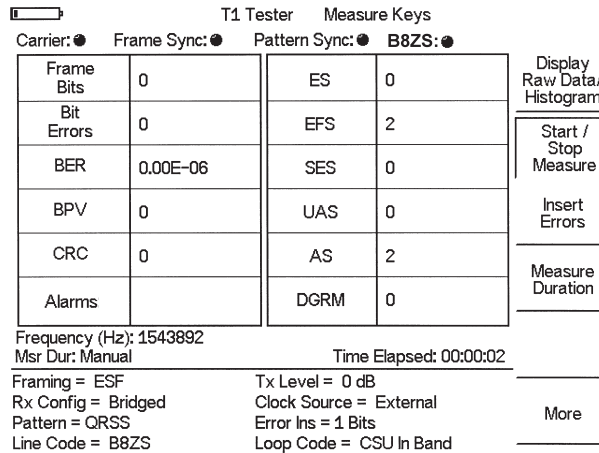 T1 Tester Measure Keys
Carrier: Frame Sync: Pattern Sync: B8ZS:
Frame Bits 0 ES 0
Bit Errors 0 EFS 2
BER 0.00E-06 SES 0
BPV 0 UAS 0
CRC 0 AS 2
Alarms DGRM 0
Frequency (Hz): 1543892
Msr Dur: Manual Time Elapsed: 00:00:02
Framing = ESF Tx Level = 0 dB
Rx Config = Bridged Clock Source = External
Pattern = QRSS Error Ins = 1 Bits
Line Code = B8ZS Loop Code = CSU In Band
Display
Raw Data/
Histogram
Start /
Stop
Measure
Insert
Errors
Measure
Duration
More